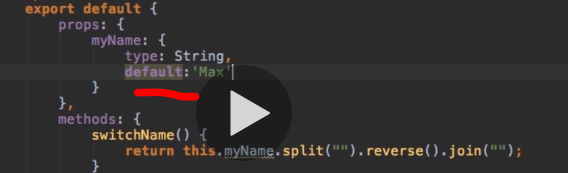 export default {
props: {
myName: {
type: String,
default:'Max'
}
},
methods: {
switchName() {
return this.myName.split("").reverse().join("");
}